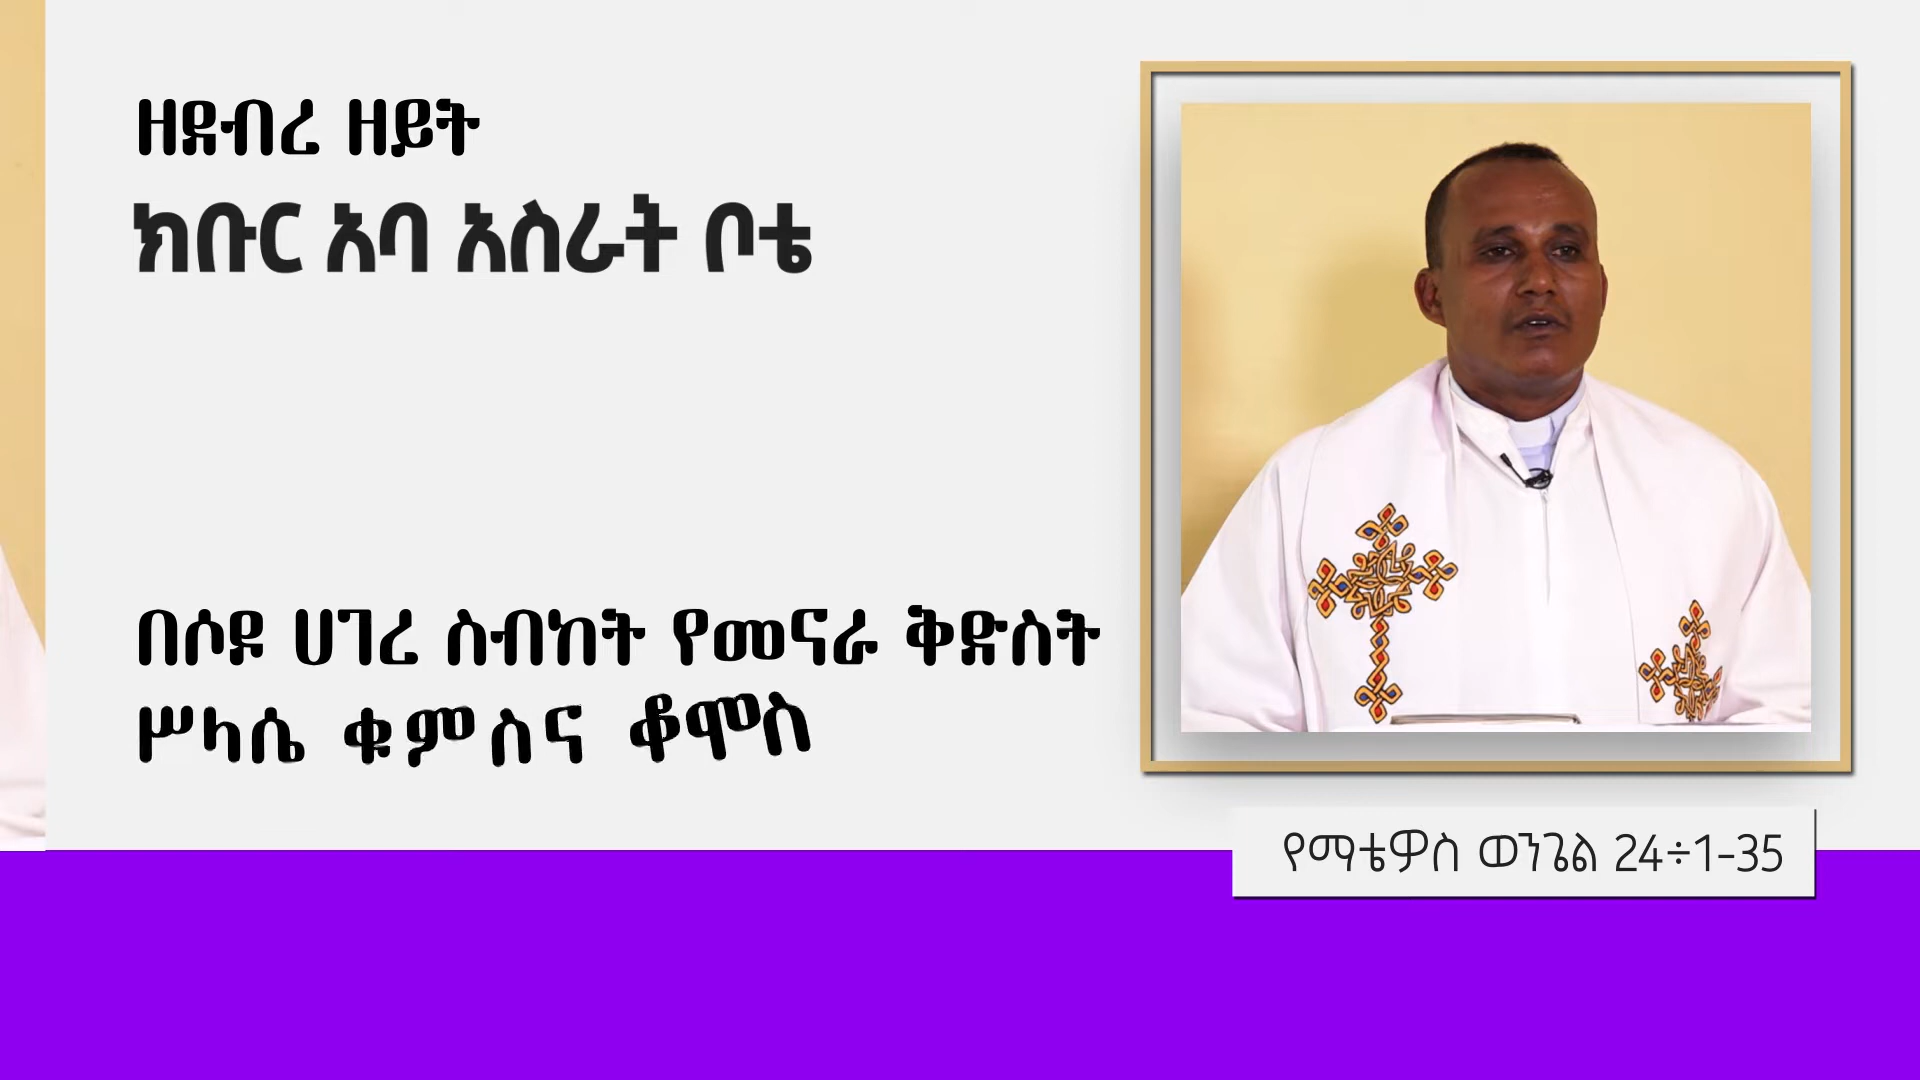 ዘደብረ ዘይት
ክቡር አባ አስራት ቦቴ
በሶዶ ሀገረ ስብከት የመናራ ቅድስት
ሥላሴ ቁምስና ቆሞስ
የማቴዎስ ወንጌል 24÷1-35